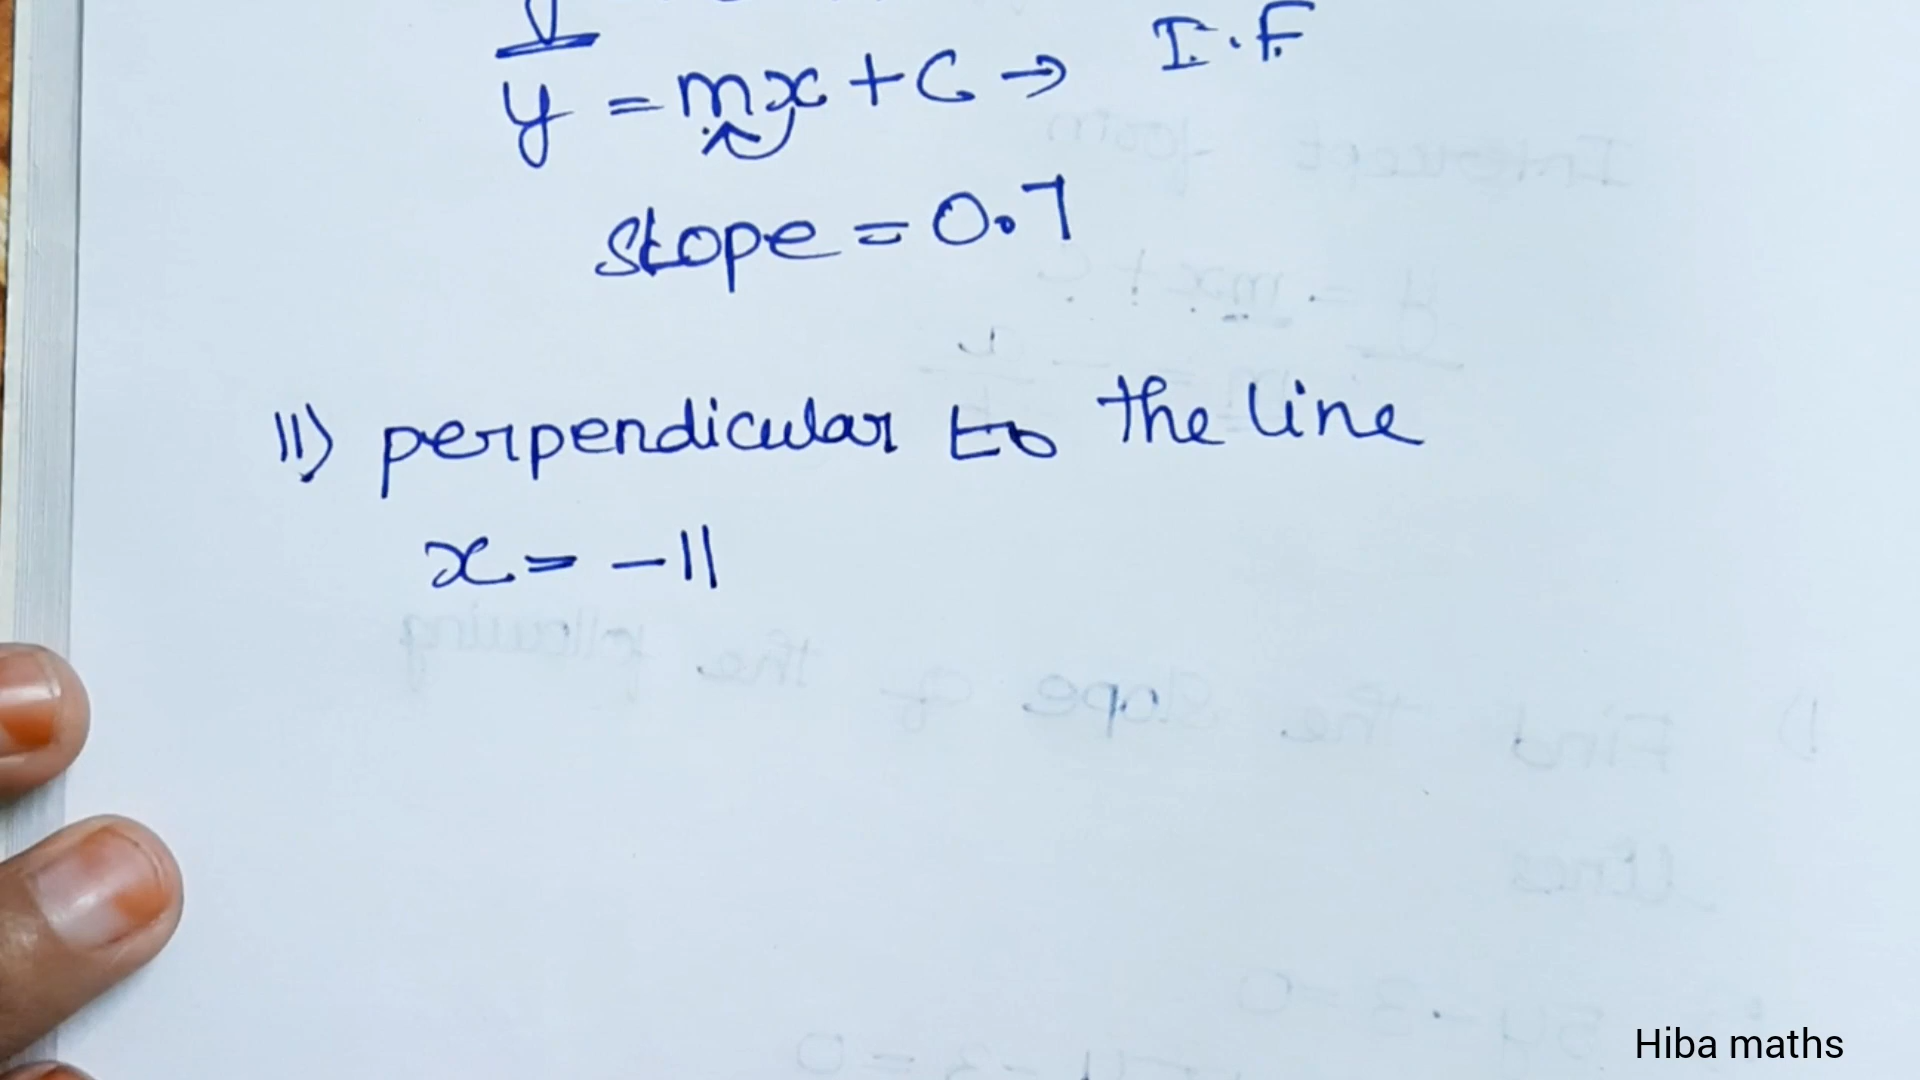 y = mx + C → I.F
slope = 0.7
II) perpendicular to the line
x = -11
Hiba maths